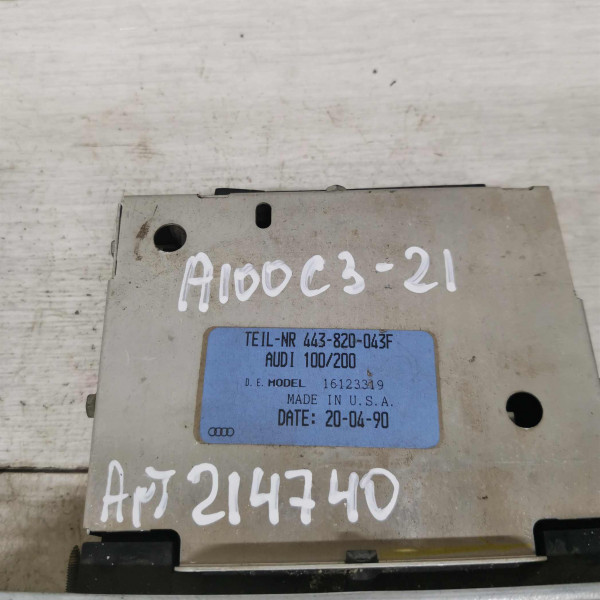 A100C3-21
TEIL-NR 443-820-043F
AUDI 100/200
D.E. MODEL 16123319
MADE IN U.S.A.
DATE: 20-04-90
Арт 214740